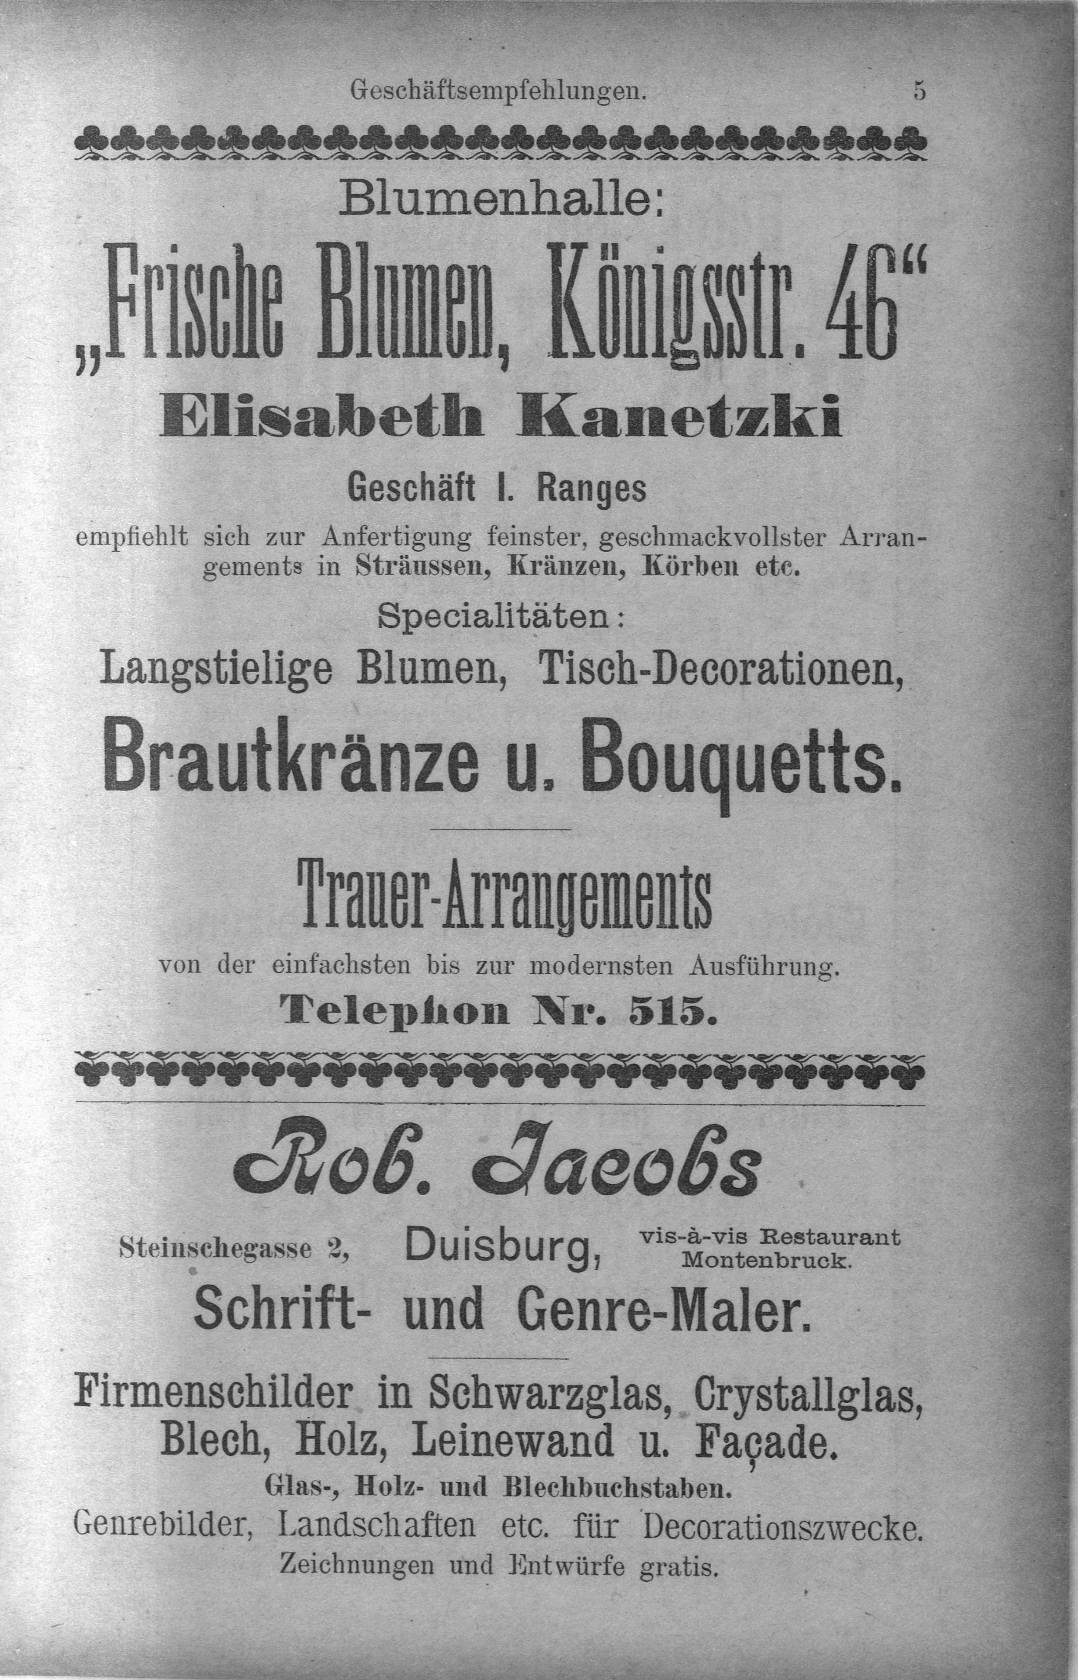 Geschäftsempfehlungen. 5
Blumenhalle:
„Frische Blumen, Königsstr. 46“
Elisabeth Kanetzki
Geschäft I. Ranges
empfiehlt sich zur Anfertigung feinster, geschmackvollster Arran-
gements in Sträussen, Kränzen, Körben etc.
Specialitäten:
Langstielige Blumen, Tisch-Decorationen,
Brautkränze u. Bouquetts.
Trauer-Arrangements
von der einfachsten bis zur modernsten Ausführung.
Telephon Nr. 515.
Rob. Jacobs
Steinschegasse 2, Duisburg, vis-à-vis Restaurant
Montenbruck.
Schrift- und Genre-Maler.
Firmenschilder in Schwarzglas, Crystallglas,
Blech, Holz, Leinewand u. Façade.
Glas-, Holz- und Blechbuchstaben.
Genrebilder, Landschaften etc. für Decorationszwecke.
Zeichnungen und Entwürfe gratis.